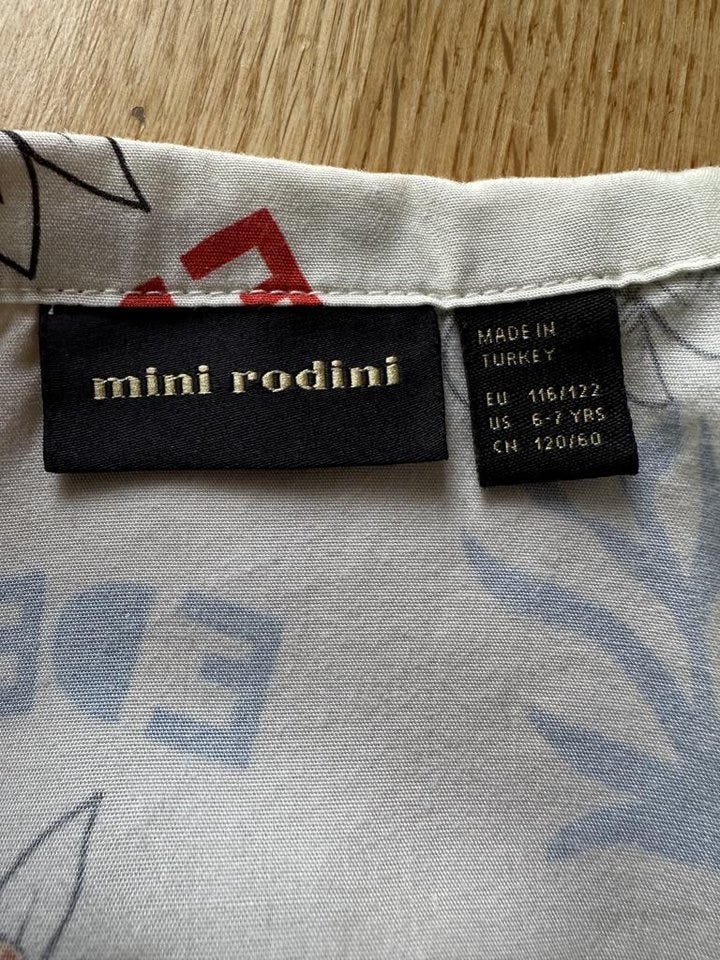 mini rodini
MADE IN
TURKEY
EU 116/122
US 6-7 YRS
CN 120/60